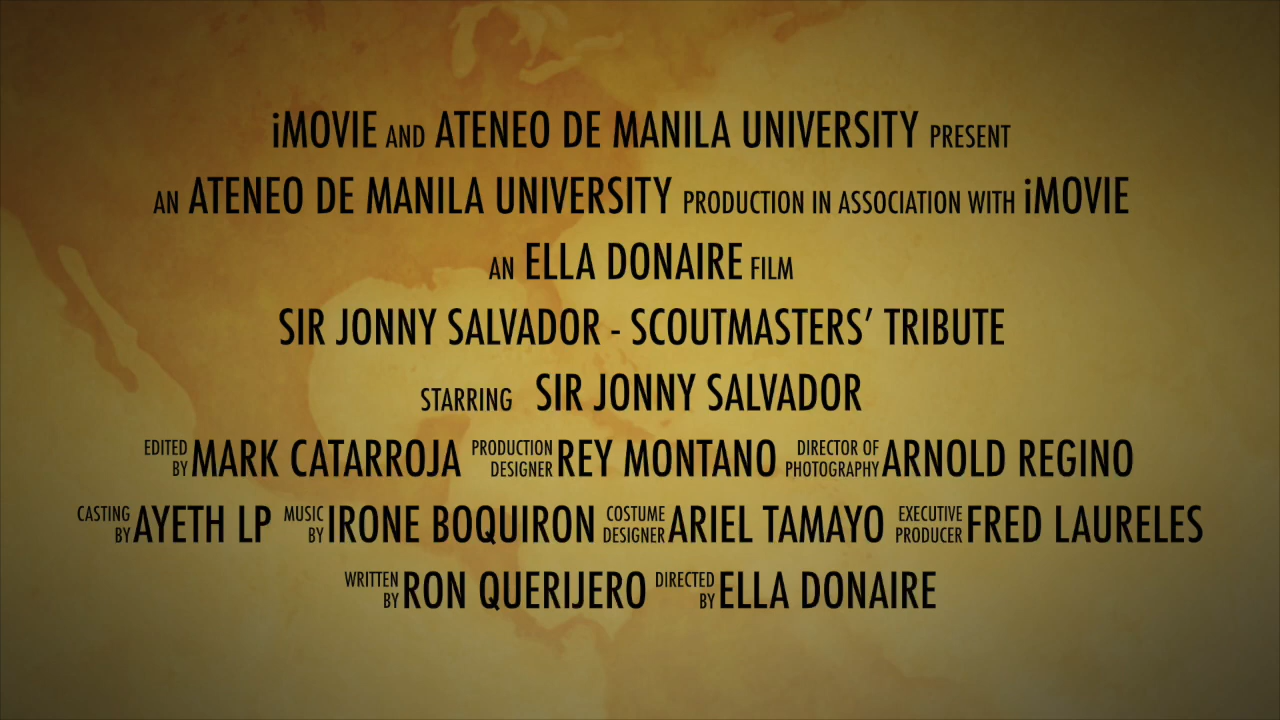 iMOVIE AND ATENEO DE MANILA UNIVERSITY PRESENT
AN ATENEO DE MANILA UNIVERSITY PRODUCTION IN ASSOCIATION WITH iMOVIE
AN ELLA DONAIRE FILM
SIR JONNY SALVADOR - SCOUTMASTERS’ TRIBUTE
STARRING SIR JONNY SALVADOR
EDITED BY MARK CATARROJA PRODUCTION DESIGNER REY MONTANO DIRECTOR OF PHOTOGRAPHY ARNOLD REGINO
CASTING BY AYETH LP MUSIC BY IRONE BOQUIRON COSTUME DESIGNER ARIEL TAMAYO EXECUTIVE PRODUCER FRED LAURELES
WRITTEN BY RON QUERIJERO DIRECTED BY ELLA DONAIRE